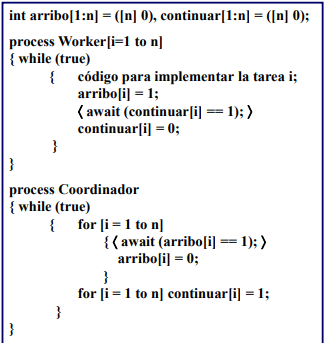 int arribo[1:n] = ([n] 0), continuar[1:n] = ([n] 0);
process Worker[i=1 to n]
{ while (true)
{ código para implementar la tarea i;
arribo[i] = 1;
⟨ await (continuar[i] == 1); ⟩
continuar[i] = 0;
}
}
process Coordinador
{ while (true)
{ for [i = 1 to n]
{ ⟨ await (arribo[i] == 1); ⟩
arribo[i] = 0;
}
for [i = 1 to n] continuar[i] = 1;
}
}